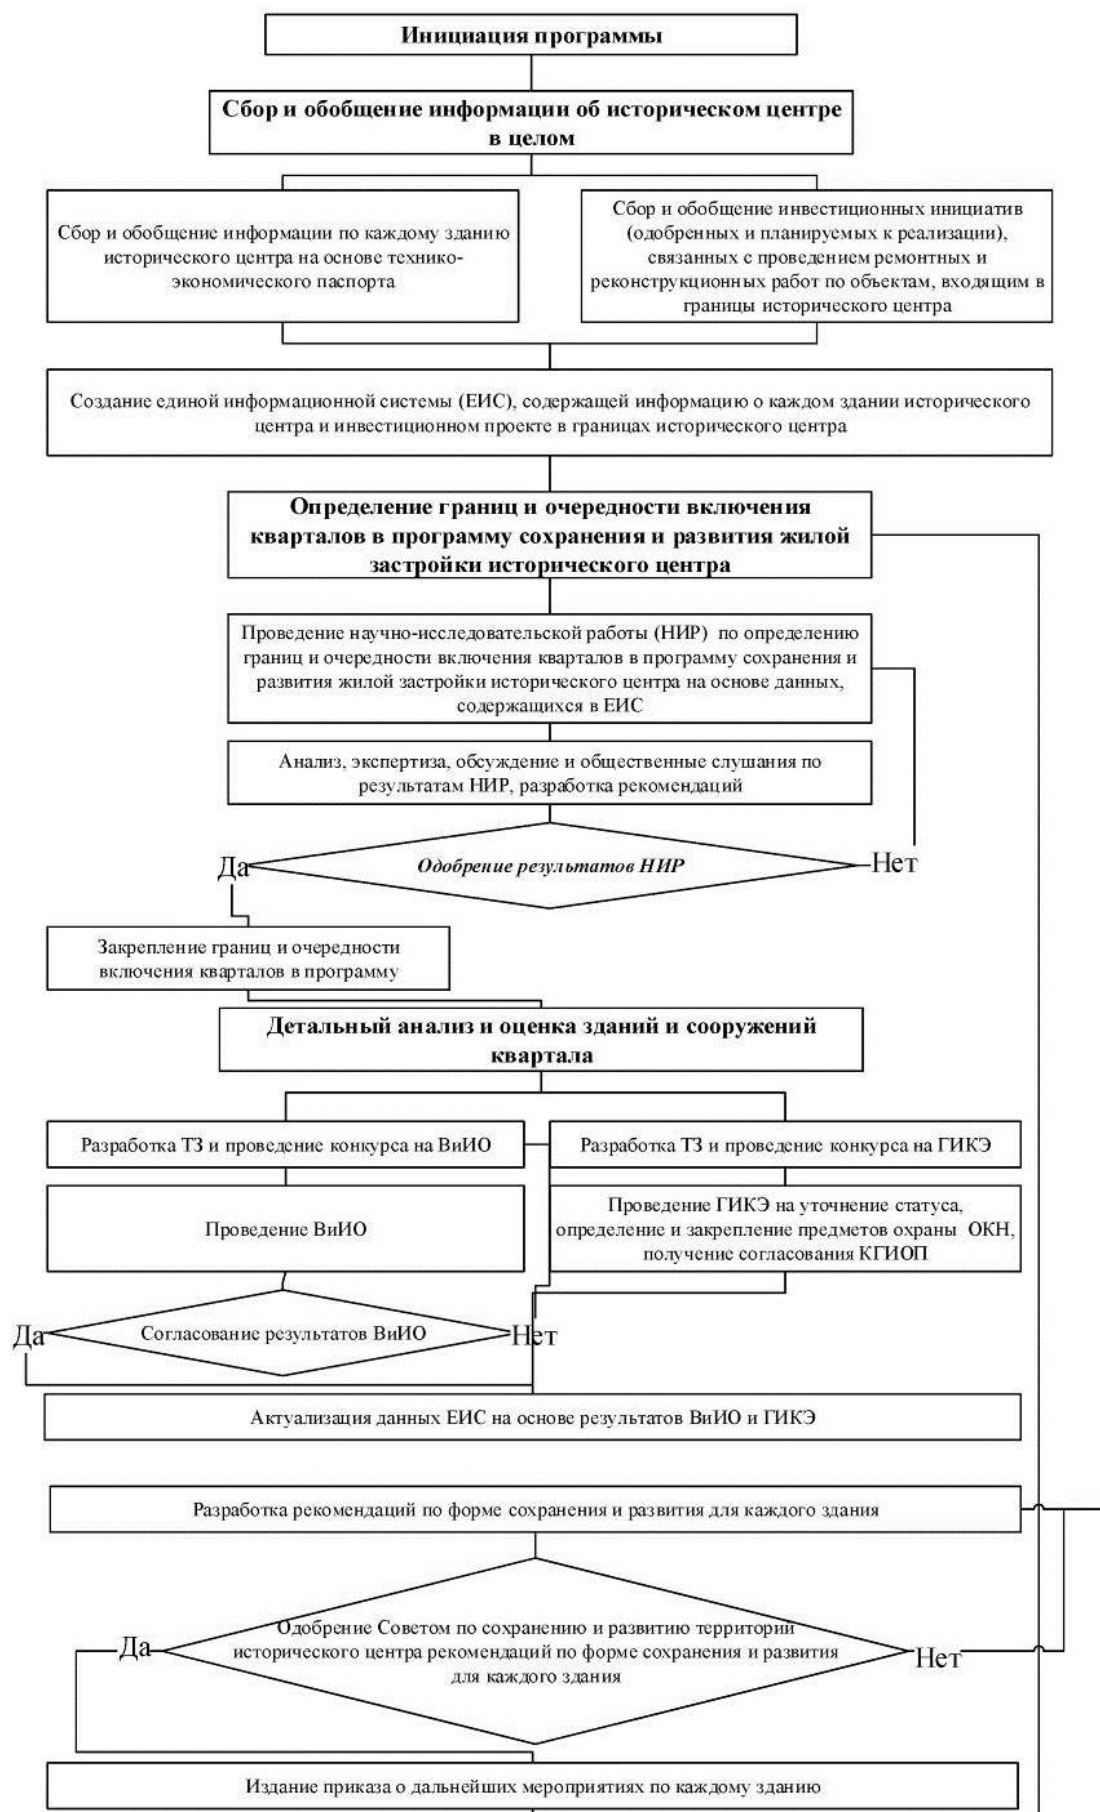 Инициация программы
Сбор и обобщение информации об историческом центре
в целом
Сбор и обобщение информации по каждому зданию
исторического центра на основе технико-
экономического паспорта
Сбор и обобщение инвестиционных инициатив
(одобренных и планируемых к реализации),
связанных с проведением ремонтных и
реконструкционных работ по объектам, входящим в
границы исторического центра
Создание единой информационной системы (ЕИС), содержащей информацию о каждом здании исторического
центра и инвестиционном проекте в границах исторического центра
Определение границ и очередности включения
кварталов в программу сохранения и развития жилой
застройки исторического центра
Проведение научно-исследовательской работы (НИР) по определению
границ и очередности включения кварталов в программу сохранения и
развития жилой застройки исторического центра на основе данных,
содержащихся в ЕИС
Анализ, экспертиза, обсуждение и общественные слушания по
результатам НИР, разработка рекомендаций
Да
Одобрение результатов НИР
Нет
Закрепление границ и очередности
включения кварталов в программу
Детальный анализ и оценка зданий и сооружений
квартала
Разработка ТЗ и проведение конкурса на ВиИО
Разработка ТЗ и проведение конкурса на ГИКЭ
Проведение ВиИО
Проведение ГИКЭ на уточнение статуса,
определение и закрепление предметов охраны ОКН,
получение согласования КГИОП
Да
Согласование результатов ВиИО
Нет
Актуализация данных ЕИС на основе результатов ВиИО и ГИКЭ
Разработка рекомендаций по форме сохранения и развития для каждого здания
Да
Одобрение Советом по сохранению и развитию территории
исторического центра рекомендаций по форме сохранения и развития
для каждого здания
Нет
Издание приказа о дальнейших мероприятиях по каждому зданию